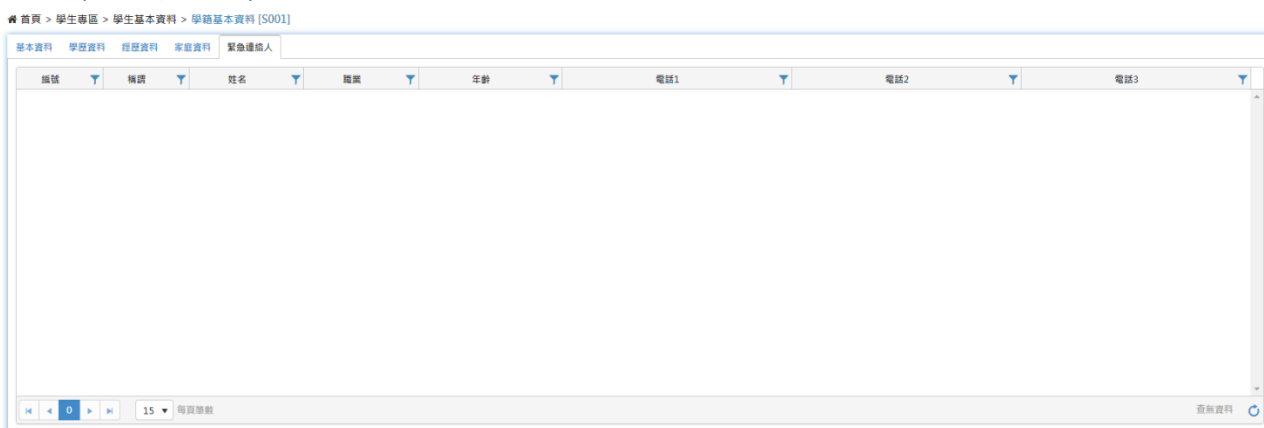 首頁 > 學生專區 > 學生基本資料 > 學籍基本資料 [S001]
基本資料 學歷資料 經歷資料 家庭資料 緊急連絡人
編號 稱謂 姓名 職業 年齡 電話1 電話2 電話3
0 15 每頁筆數 查無資料